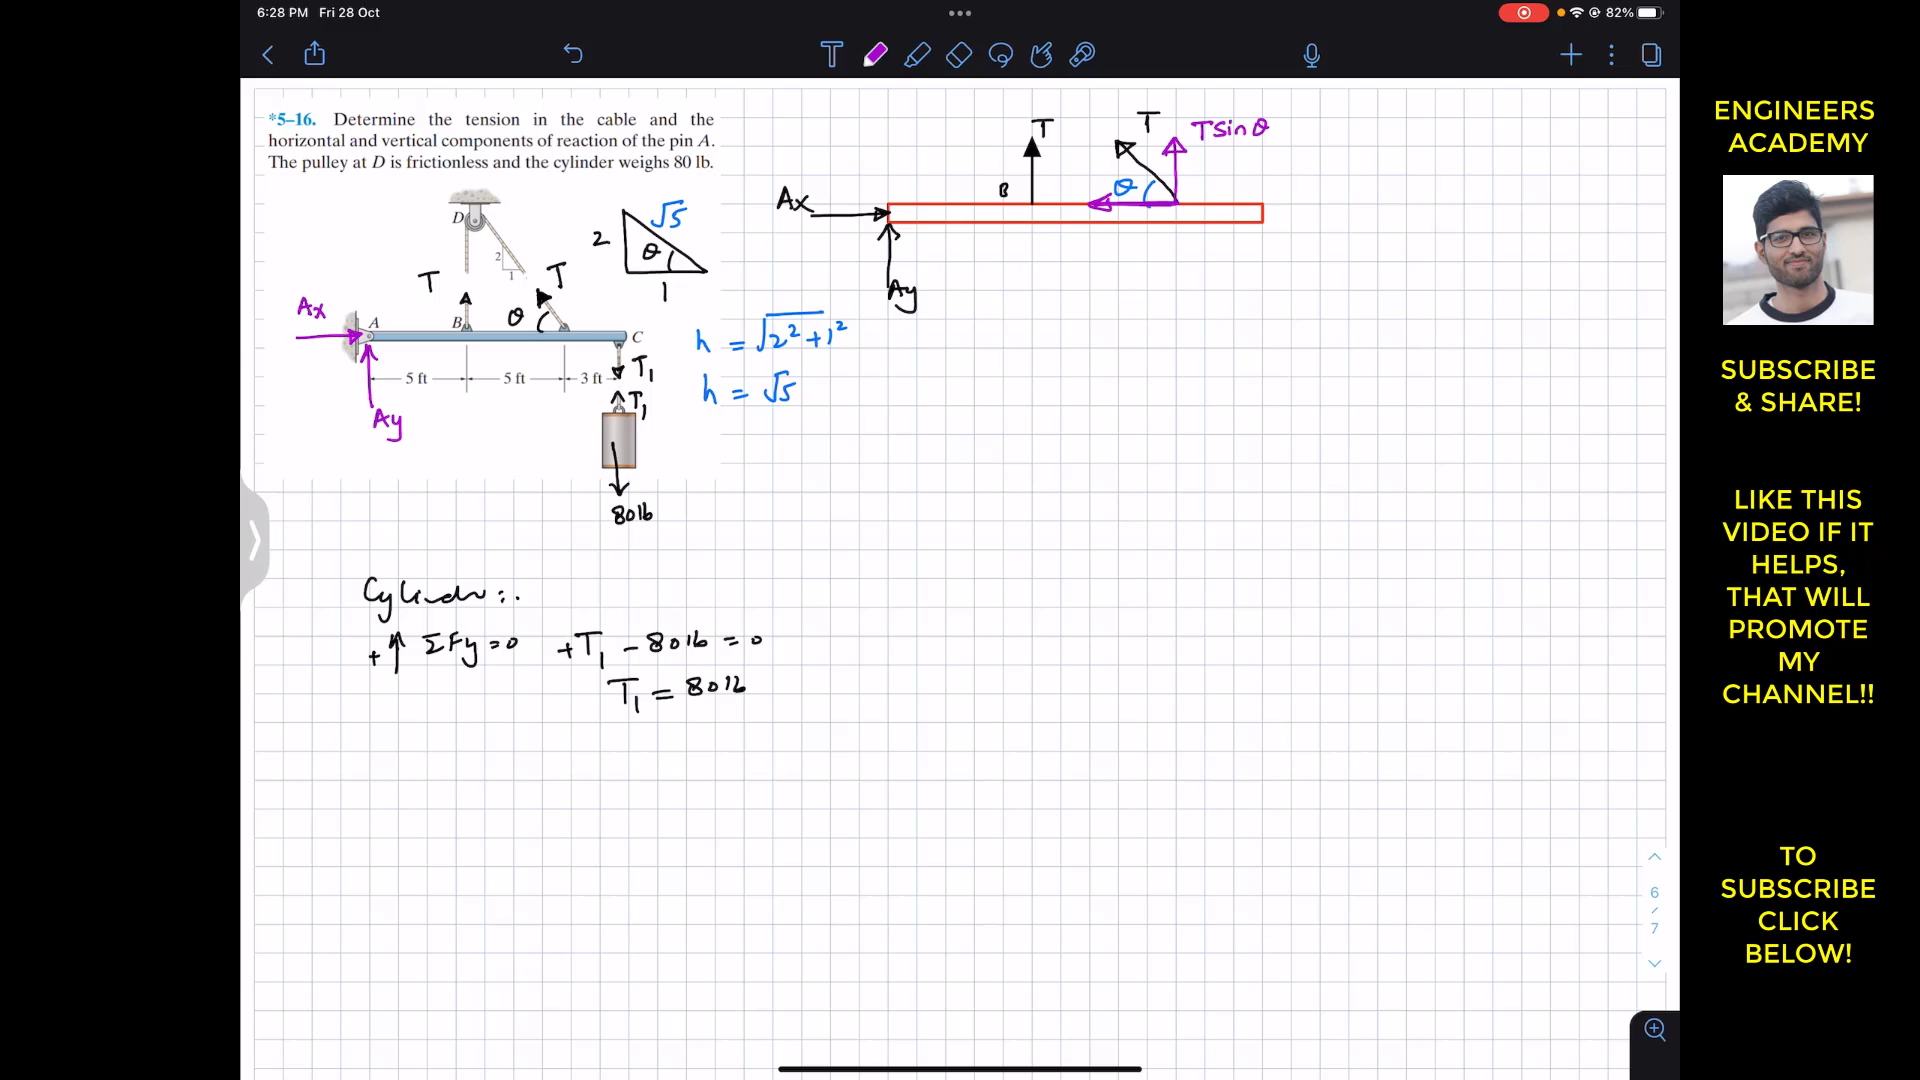 6:28 PM Fri 28 Oct
82%
*5–16. Determine the tension in the cable and the
horizontal and vertical components of reaction of the pin A.
The pulley at D is frictionless and the cylinder weighs 80 lb.
D
2
1
T
T
θ
Ax
A
B
C
5 ft
5 ft
3 ft
T1
T1
Ay
80lb
2
√5
θ
1
h = √2²+1²
h = √5
T
T
Tsinθ
B
θ
Ax
Ay
Cylinder:.
+↑ ΣFy=0 +T1 – 80lb = 0
T1 = 80lb
6
7
ENGINEERS
ACADEMY
SUBSCRIBE
& SHARE!
LIKE THIS
VIDEO IF IT
HELPS,
THAT WILL
PROMOTE
MY
CHANNEL!!
TO
SUBSCRIBE
CLICK
BELOW!